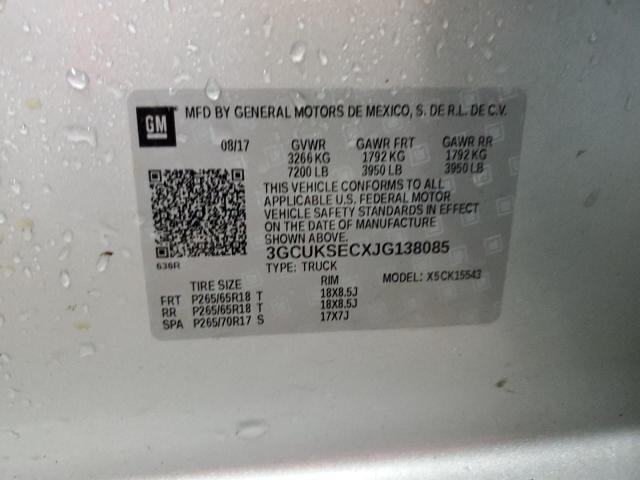 GM
MFD BY GENERAL MOTORS DE MEXICO, S. DE R.L. DE C.V.
08/17 GVWR GAWR FRT GAWR RR
3266 KG 1792 KG 1792 KG
7200 LB 3950 LB 3950 LB
THIS VEHICLE CONFORMS TO ALL
APPLICABLE U.S. FEDERAL MOTOR
VEHICLE SAFETY STANDARDS IN EFFECT
ON THE DATE OF MANUFACTURE
SHOWN ABOVE.
3GCUKSECXJG138085
636R
TYPE: TRUCK
MODEL: X5CK15543
TIRE SIZE RIM
FRT P265/65R18 T 18X8.5J
RR P265/65R18 T 18X8.5J
SPA P265/70R17 S 17X7J